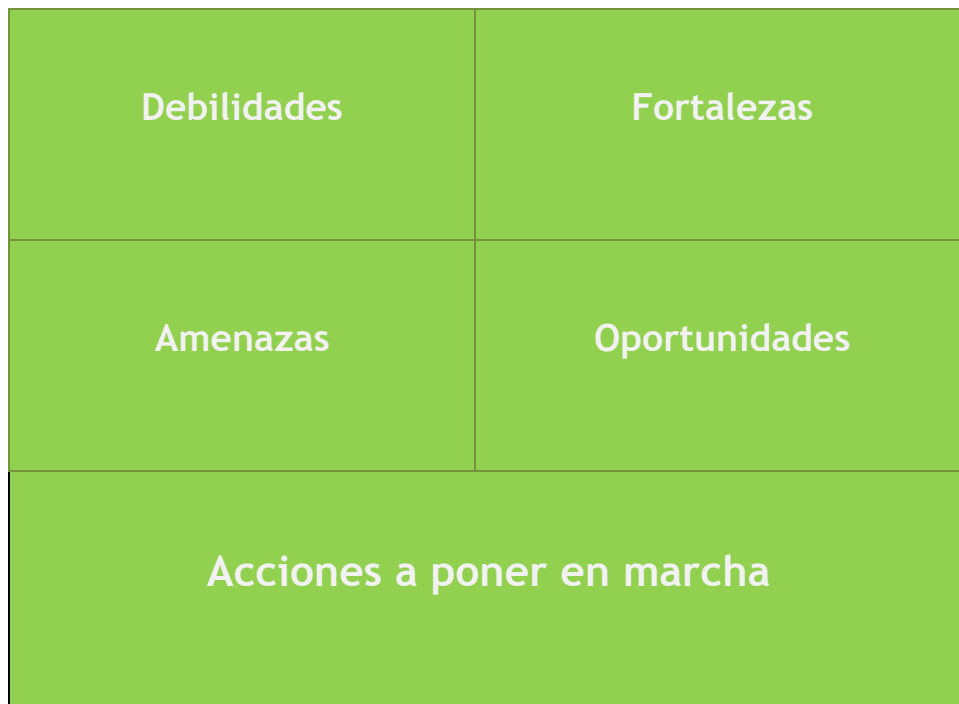 Debilidades
Fortalezas
Amenazas
Oportunidades
Acciones a poner en marcha